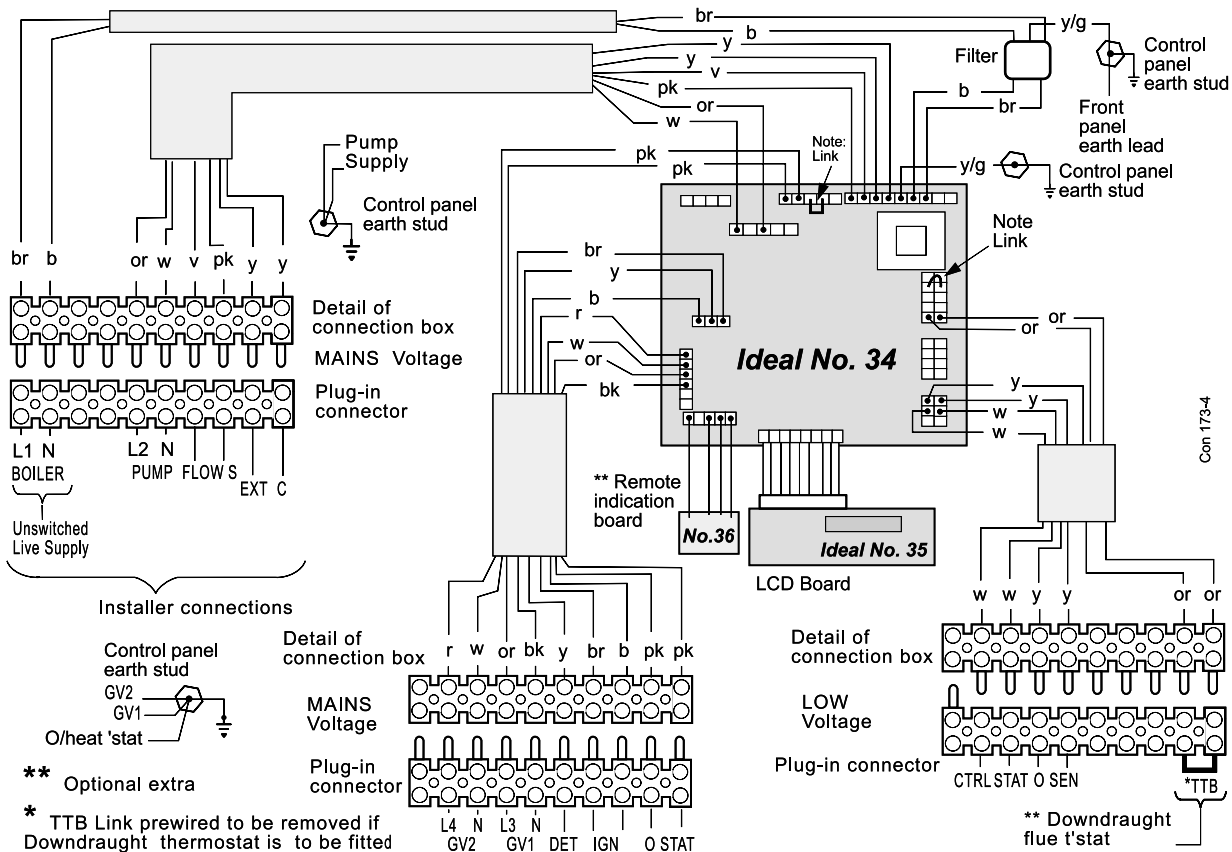 br
y/g
b
Filter
Control
panel
earth stud
y
y
v
pk
or
w
b
br
Front
panel
earth lead
Pump
Supply
Control panel
earth stud
pk
pk
Note:
Link
y/g
Control panel
earth stud
Note
Link
br b or w v pk y y
Detail of
connection box
MAINS Voltage
Plug-in
connector
L1 N L2 N
BOILER PUMP FLOW S EXT C
Unswitched
Live Supply
Installer connections
br
y
b
r
w
or
bk
Ideal No. 34
or
or
y
y
w
w
Con 173-4
** Remote
indication
board
No.36
Ideal No. 35
LCD Board
Control panel
earth stud
GV2
GV1
O/heat 'stat
** Optional extra
* TTB Link prewired to be removed if
Downdraught thermostat is to be fitted
Detail of
connection box
r w or bk y br b pk pk
MAINS
Voltage
Plug-in
connector
L4 N L3 N
GV2 GV1 DET IGN O STAT
w w y y or or
Detail of
connection box
LOW
Voltage
Plug-in connector
CTRL STAT O SEN *TTB
** Downdraught
flue t'stat